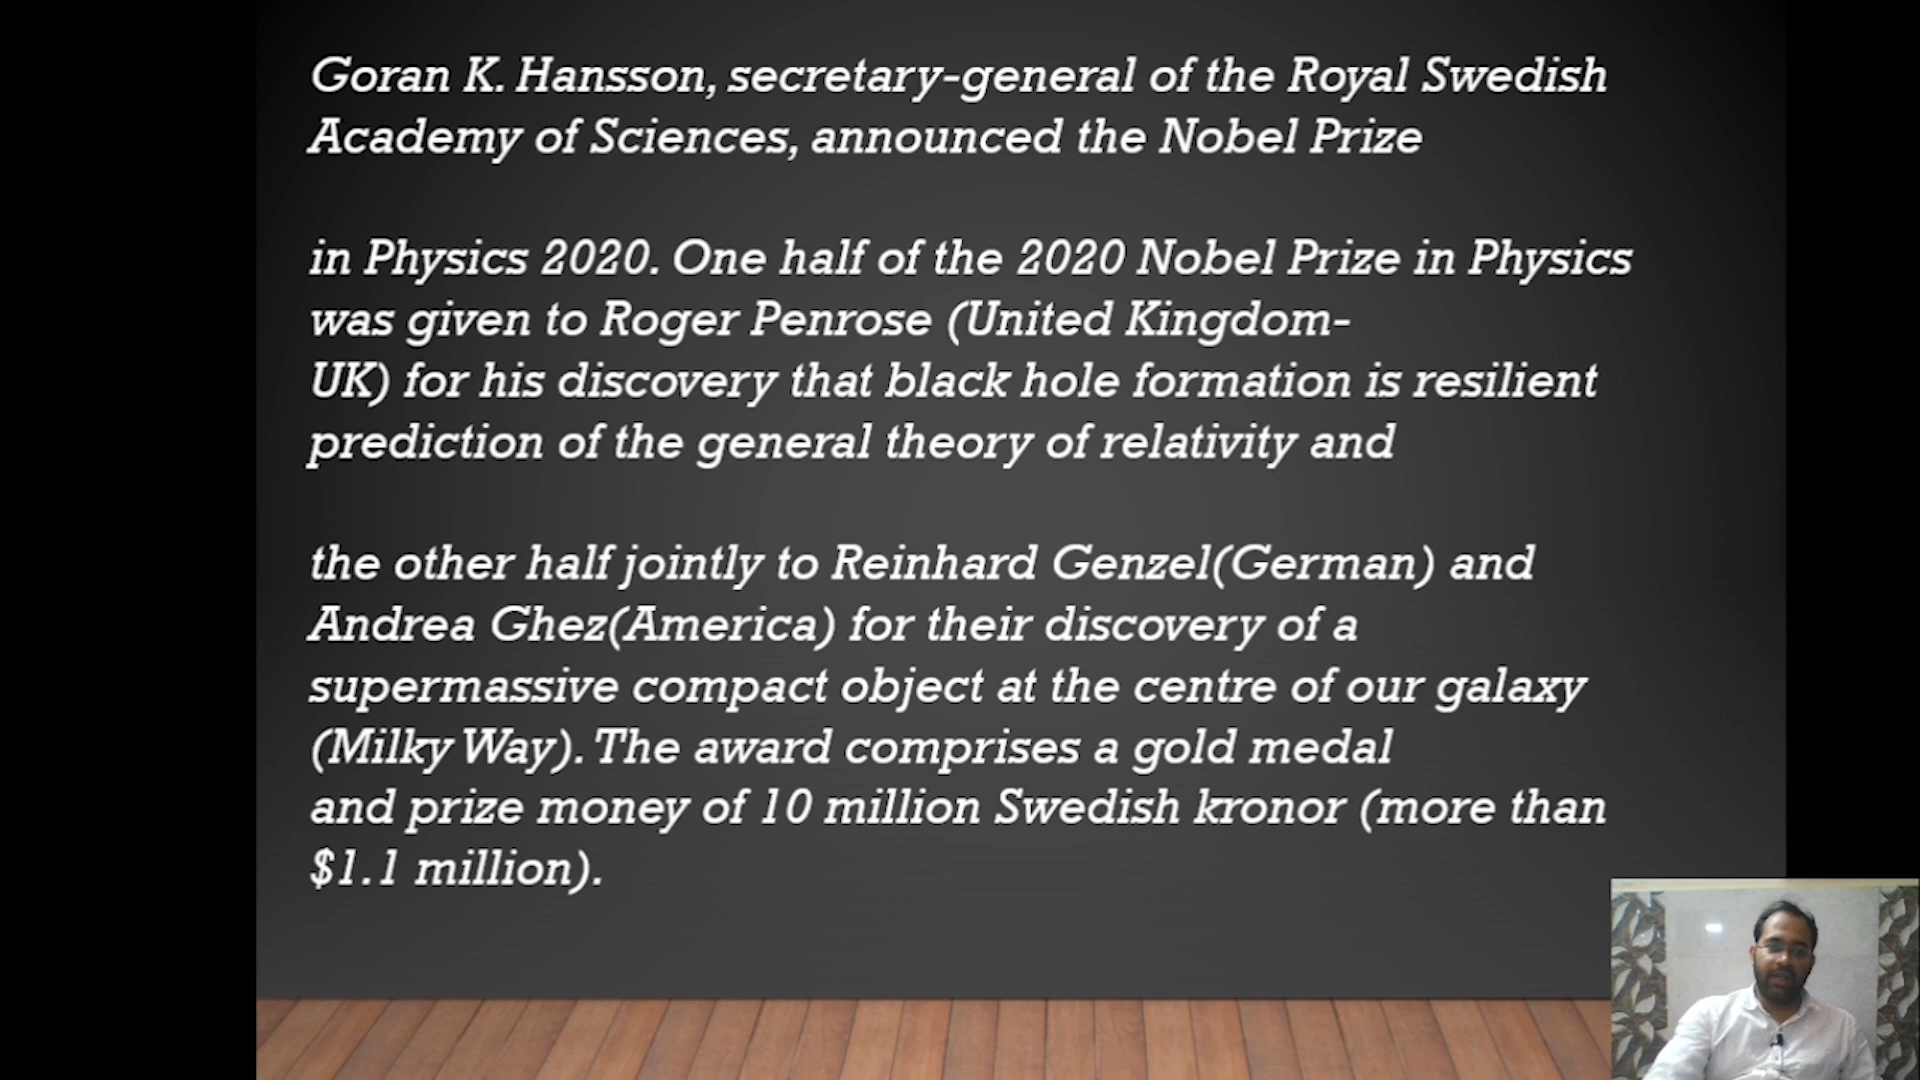 Goran K. Hansson, secretary-general of the Royal Swedish
Academy of Sciences, announced the Nobel Prize
in Physics 2020. One half of the 2020 Nobel Prize in Physics
was given to Roger Penrose (United Kingdom-
UK) for his discovery that black hole formation is resilient
prediction of the general theory of relativity and
the other half jointly to Reinhard Genzel(German) and
Andrea Ghez(America) for their discovery of a
supermassive compact object at the centre of our galaxy
(Milky Way). The award comprises a gold medal
and prize money of 10 million Swedish kronor (more than
$1.1 million).